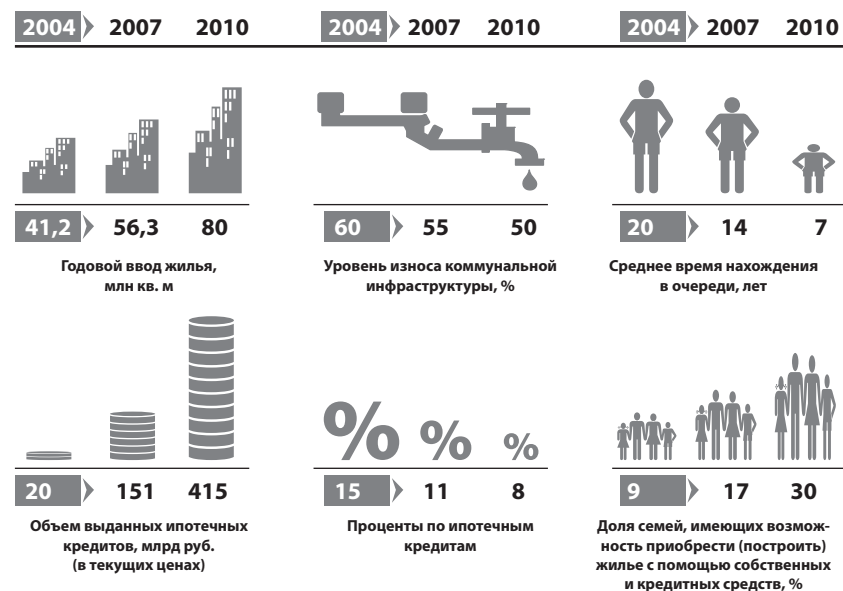 2004 2007 2010
2004 2007 2010
2004 2007 2010
41,2 56,3 80
Годовой ввод жилья,
млн кв. м
60 55 50
Уровень износа коммунальной
инфраструктуры, %
20 14 7
Среднее время нахождения
в очереди, лет
% % %
20 151 415
Объем выданных ипотечных
кредитов, млрд руб.
(в текущих ценах)
15 11 8
Проценты по ипотечным
кредитам
9 17 30
Доля семей, имеющих возмож-
ность приобрести (построить)
жилье с помощью собственных
и кредитных средств, %